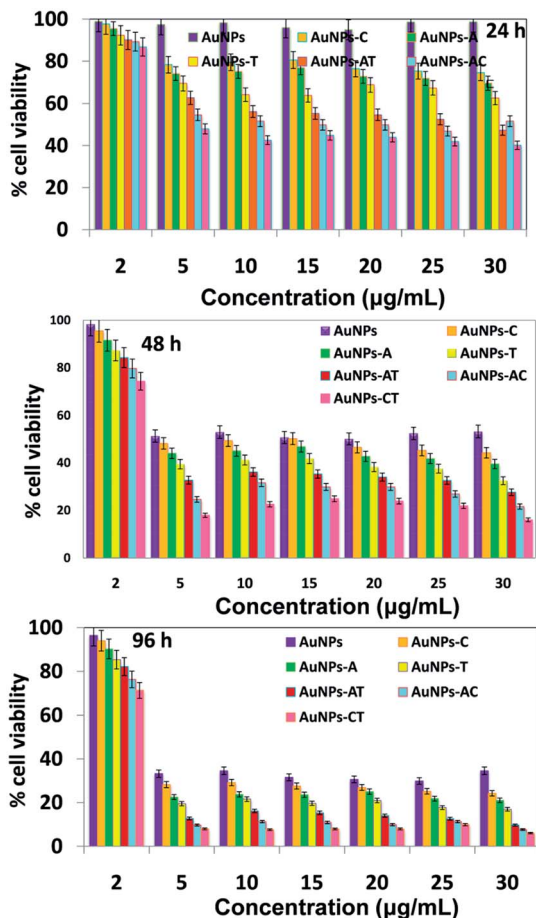 100
80
60
40
20
0
% cell viability
AuNPs
AuNPs-C
AuNPs-A
24 h
AuNPs-T
AuNPs-AT
AuNPs-AC
2 5 10 15 20 25 30
Concentration (µg/mL)
100
80
60
40
20
0
% cell viability
48 h
AuNPs
AuNPs-C
AuNPs-A
AuNPs-T
AuNPs-AT
AuNPs-AC
AuNPs-CT
2 5 10 15 20 25 30
Concentration (µg/mL)
100
80
60
40
20
0
% cell viability
96 h
AuNPs
AuNPs-C
AuNPs-A
AuNPs-T
AuNPs-AT
AuNPs-AC
AuNPs-CT
2 5 10 15 20 25 30
Concentration (µg/mL)